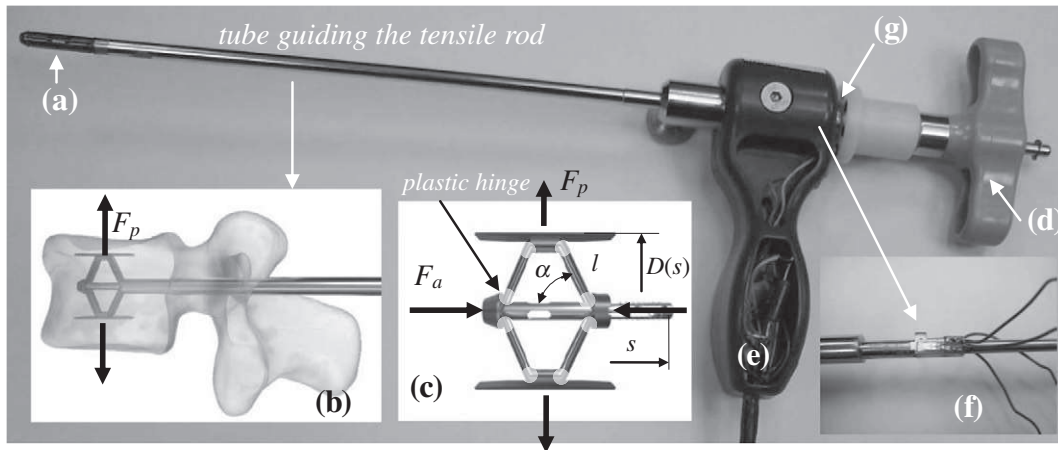 tube guiding the tensile rod
(g)
(a)
(d)
F_p
(b)
plastic hinge
F_p
F_a
α
l
D(s)
s
(c)
(e)
(f)